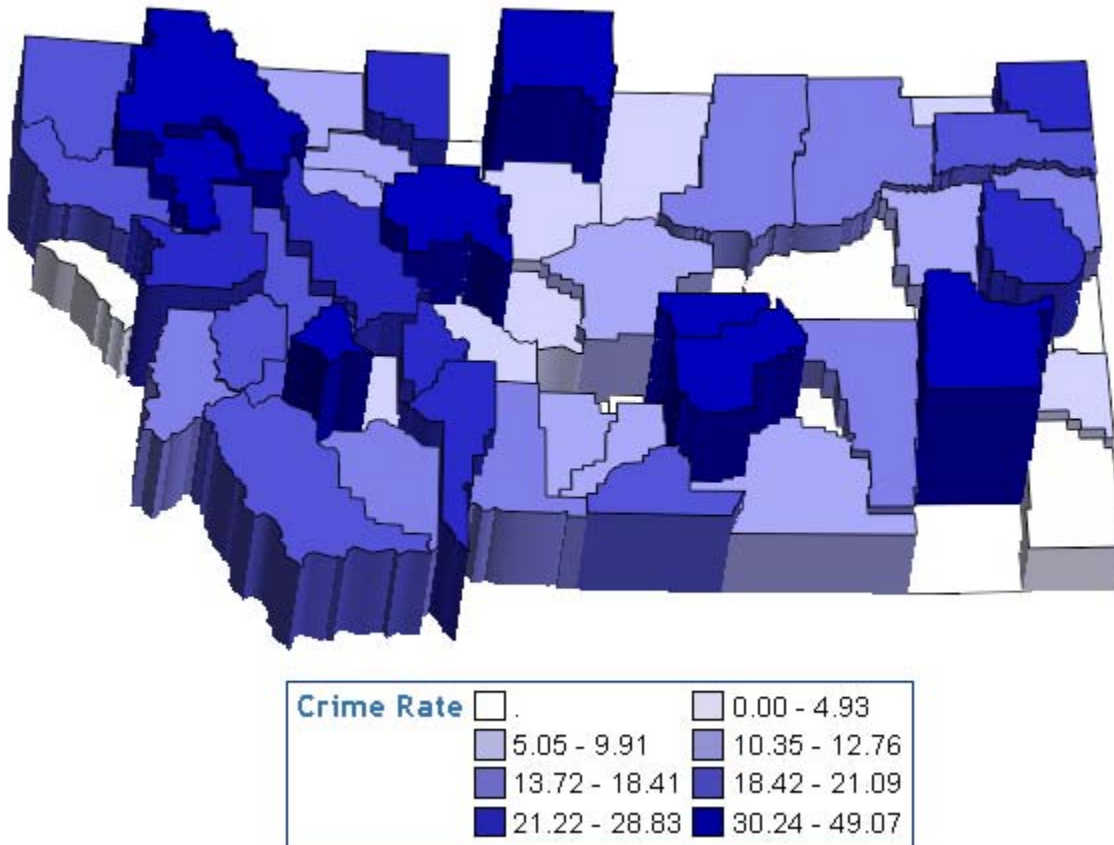 Crime Rate . 0.00 - 4.93
5.05 - 9.91 10.35 - 12.76
13.72 - 18.41 18.42 - 21.09
21.22 - 28.83 30.24 - 49.07